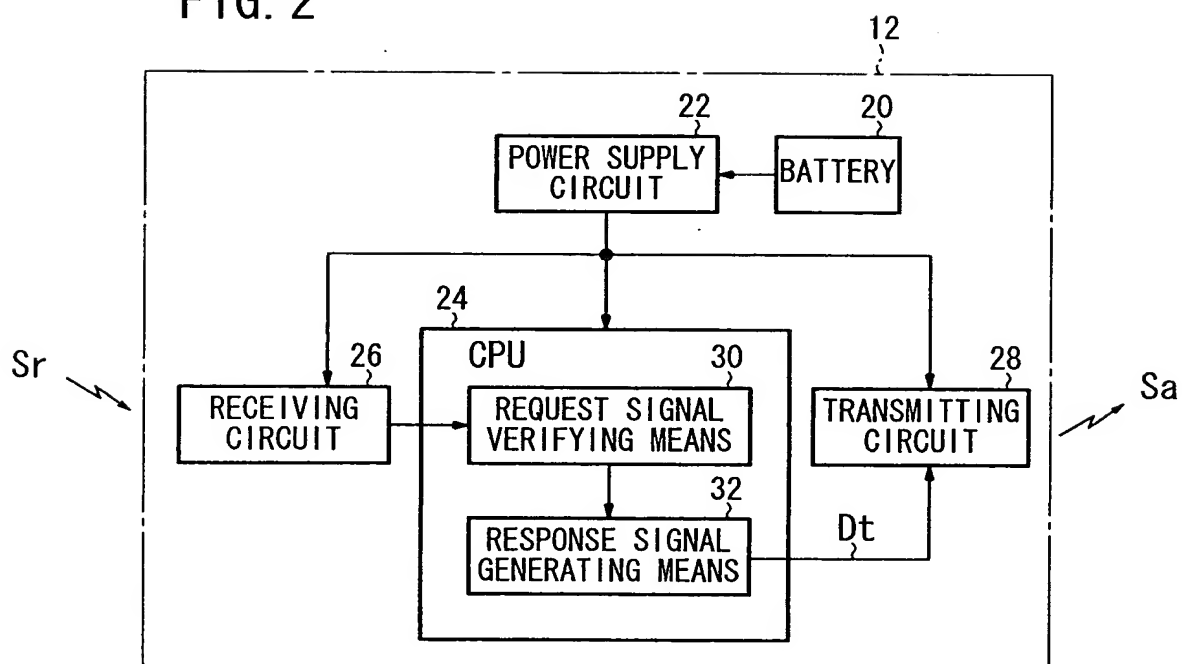 FIG. 2
12
22
20
POWER SUPPLY
CIRCUIT
BATTERY
24
CPU
Sr
26
30
28
Sa
RECEIVING
CIRCUIT
REQUEST SIGNAL
VERIFYING MEANS
TRANSMITTING
CIRCUIT
32
RESPONSE SIGNAL
GENERATING MEANS
Dt